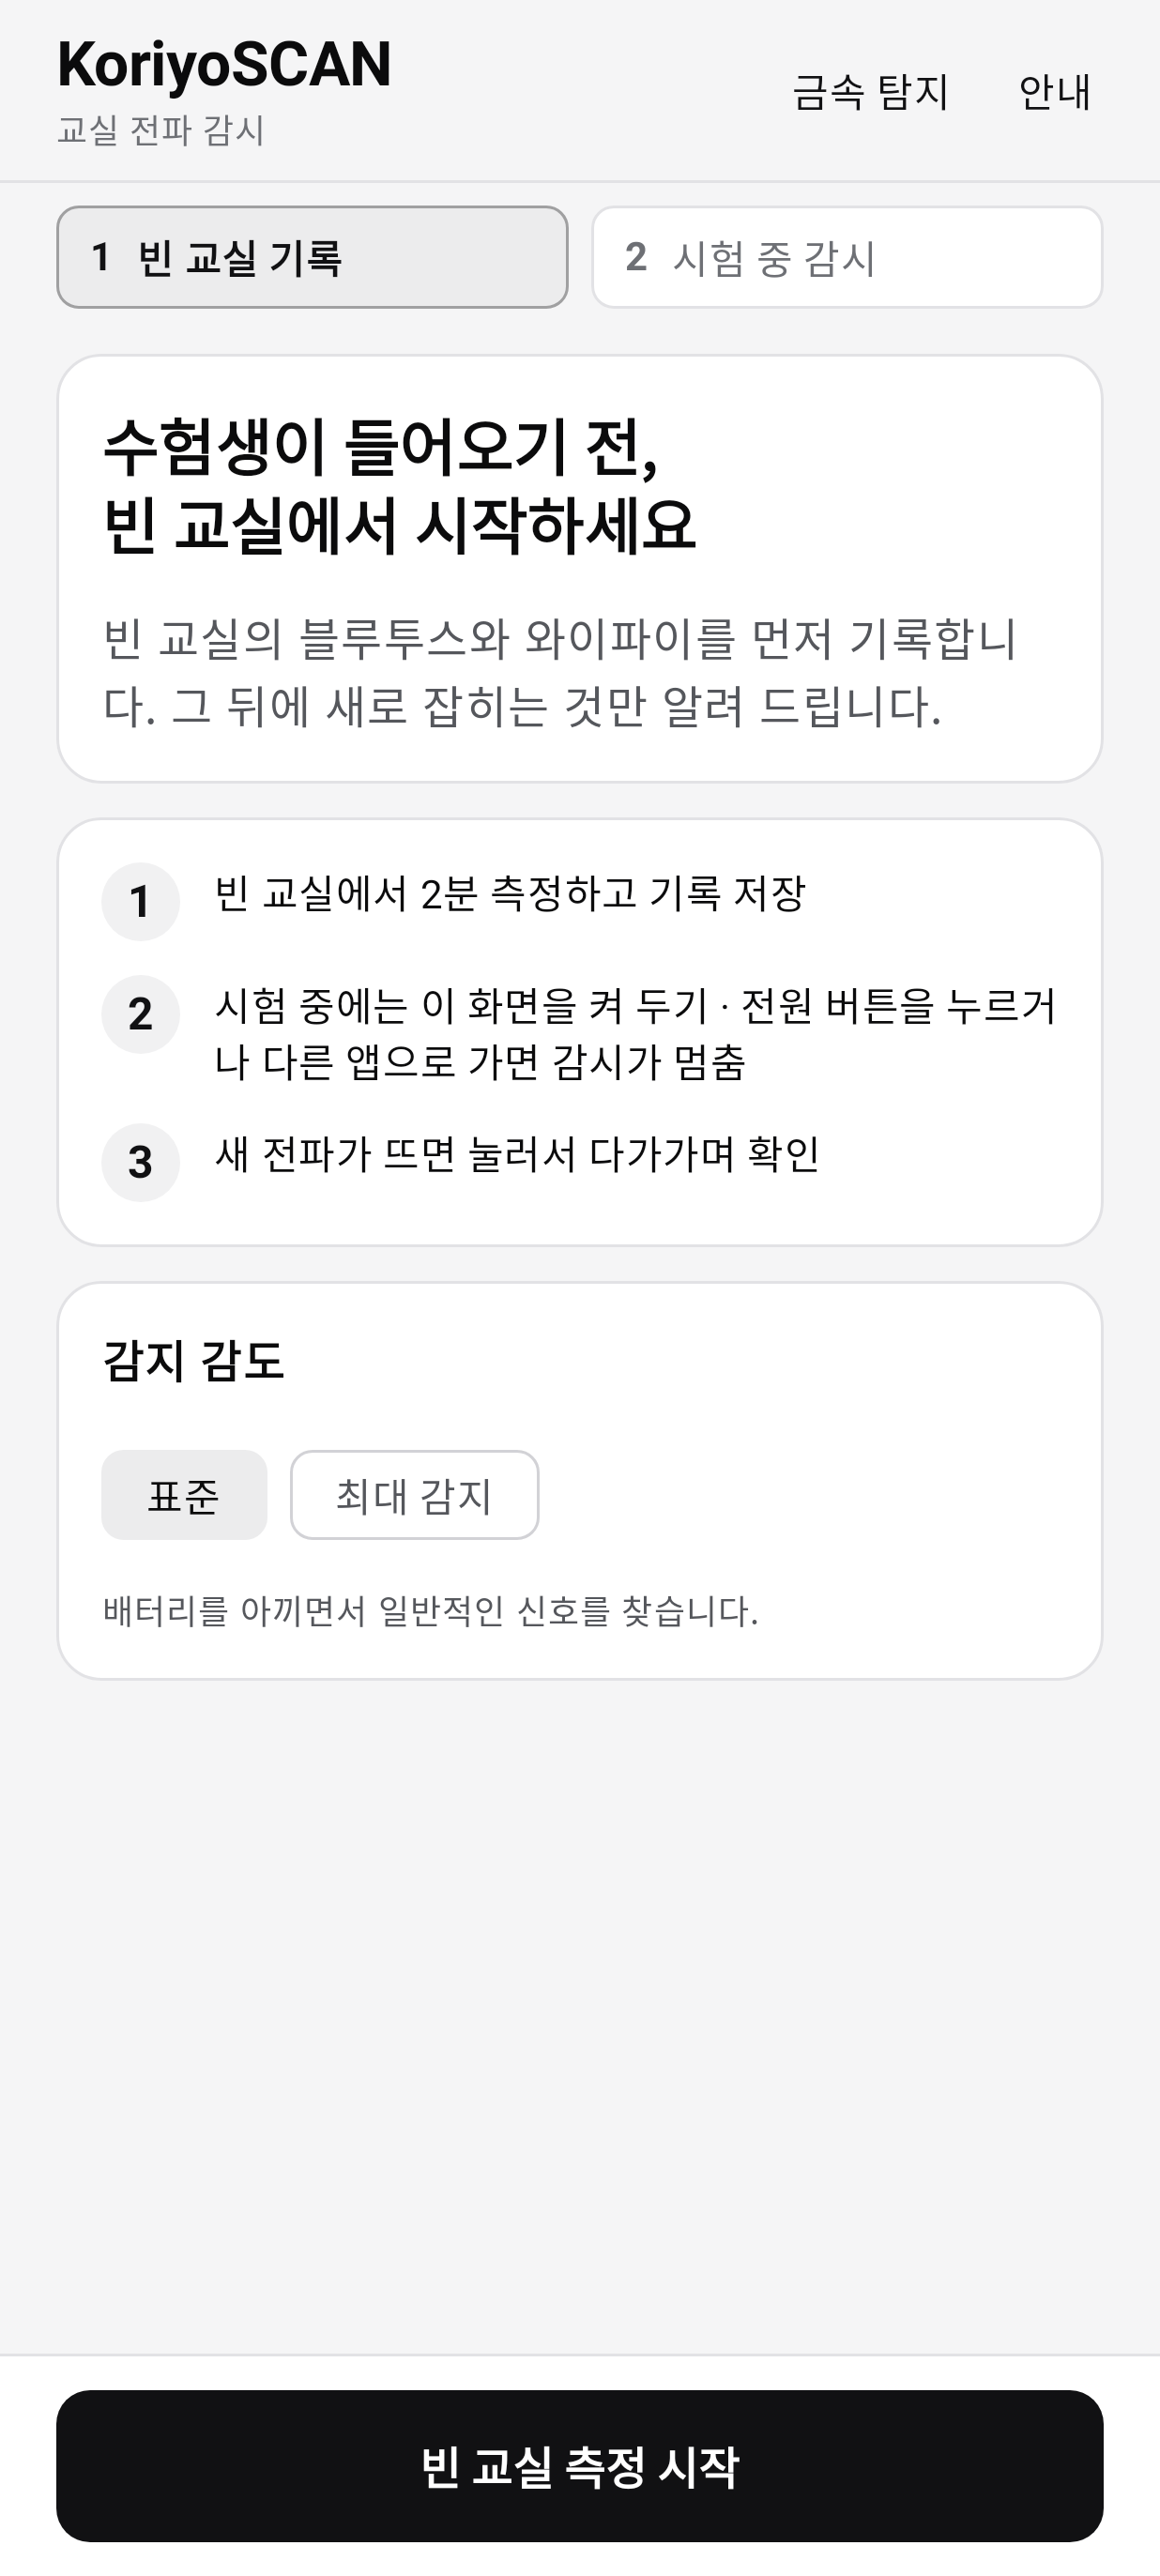 KoriyoSCAN
교실 전파 감시
금속 탐지
안내
1 빈 교실 기록
2 시험 중 감시
수험생이 들어오기 전,
빈 교실에서 시작하세요
빈 교실의 블루투스와 와이파이를 먼저 기록합니
다. 그 뒤에 새로 잡히는 것만 알려 드립니다.
1 빈 교실에서 2분 측정하고 기록 저장
2 시험 중에는 이 화면을 켜 두기 · 전원 버튼을 누르거
나 다른 앱으로 가면 감시가 멈춤
3 새 전파가 뜨면 눌러서 다가가며 확인
감지 감도
표준
최대 감지
배터리를 아끼면서 일반적인 신호를 찾습니다.
빈 교실 측정 시작